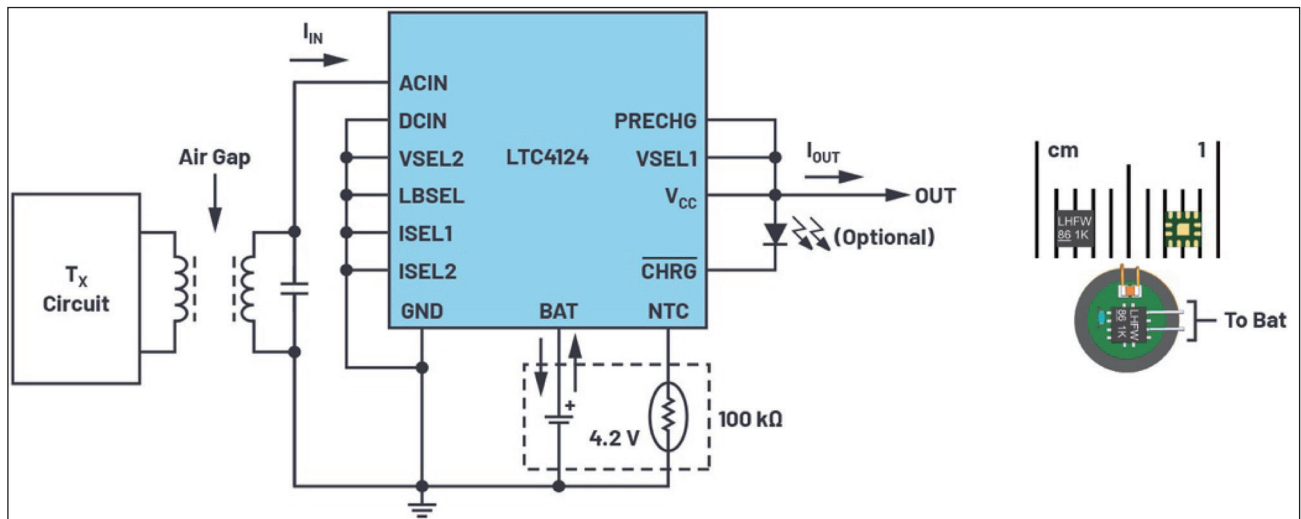 I_IN
ACIN
DCIN
VSEL2
LBSEL
ISEL1
ISEL2
GND
BAT
NTC
LTC4124
PRECHG
VSEL1
V_CC
CHRG
I_OUT
OUT
(Optional)
Air Gap
T_X
Circuit
+
4.2 V
100 kΩ
cm 1
LHFW
86 1K
LHFW
86 1K
To Bat